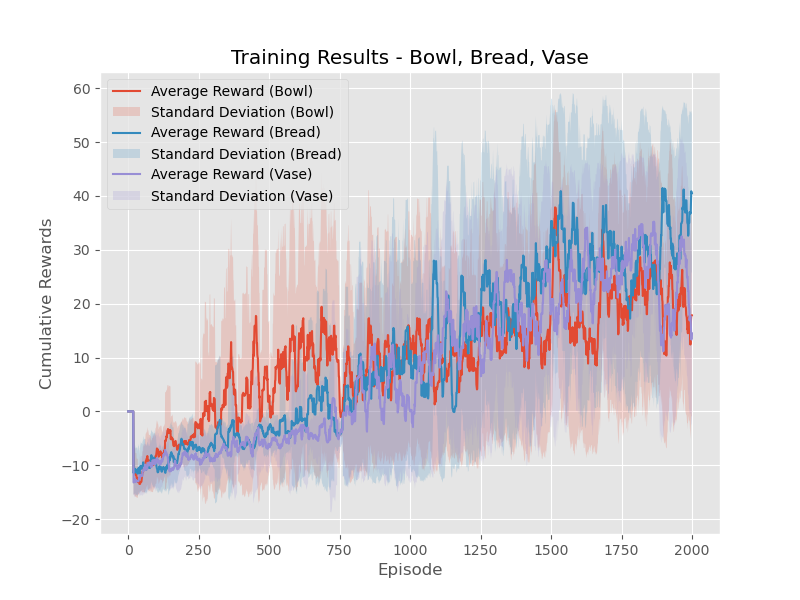 Training Results - Bowl, Bread, Vase
Average Reward (Bowl)
Standard Deviation (Bowl)
Average Reward (Bread)
Standard Deviation (Bread)
Average Reward (Vase)
Standard Deviation (Vase)
60
50
40
30
20
10
0
−10
−20
Cumulative Rewards
0 250 500 750 1000 1250 1500 1750 2000
Episode